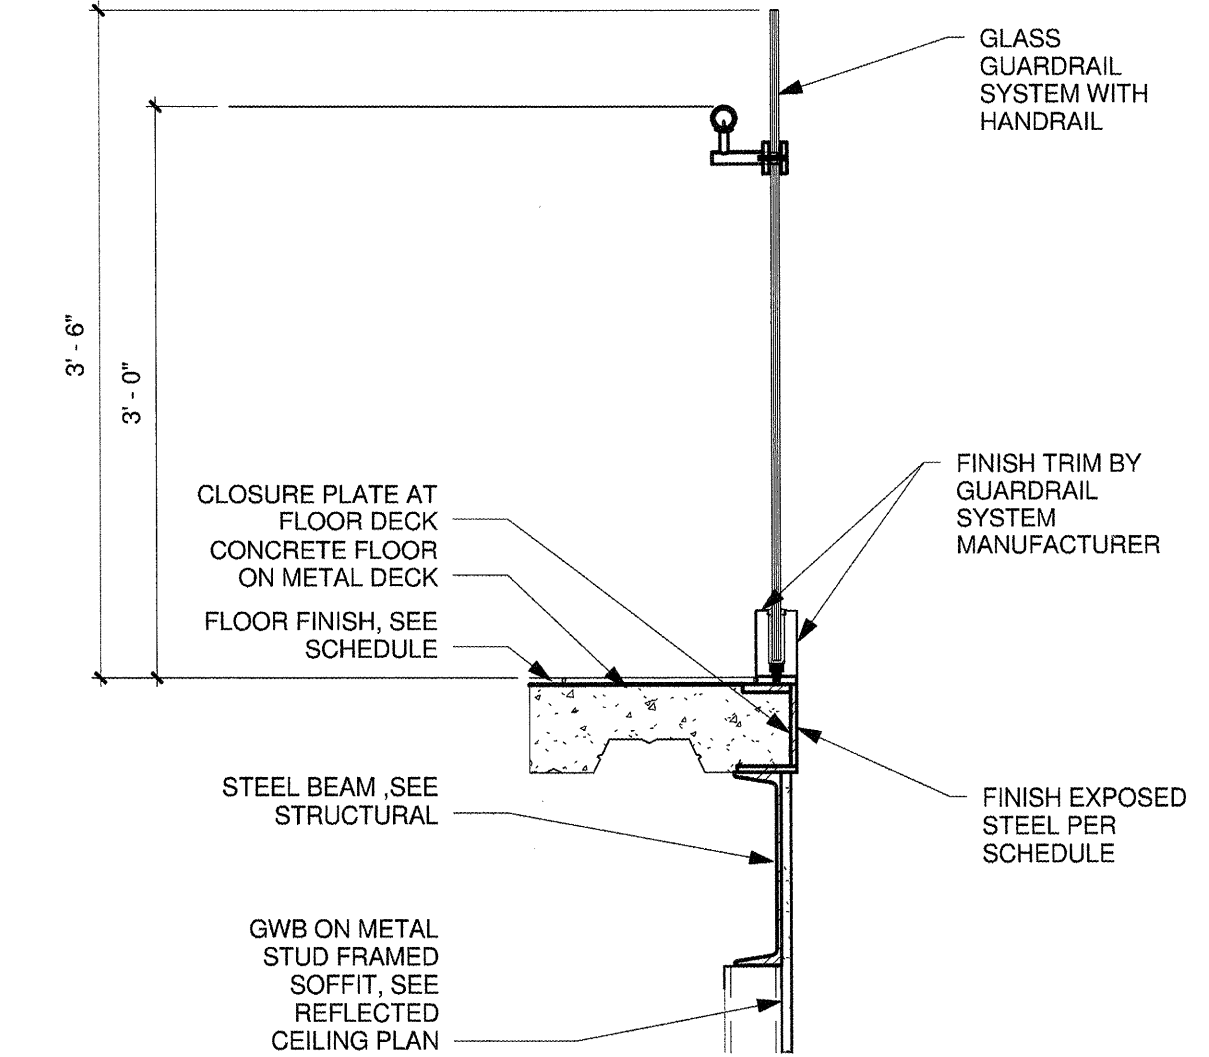 GLASS
GUARDRAIL
SYSTEM WITH
HANDRAIL
3' - 6"
3' - 0"
FINISH TRIM BY
GUARDRAIL
SYSTEM
MANUFACTURER
CLOSURE PLATE AT
FLOOR DECK
CONCRETE FLOOR
ON METAL DECK
FLOOR FINISH, SEE
SCHEDULE
STEEL BEAM ,SEE
STRUCTURAL
FINISH EXPOSED
STEEL PER
SCHEDULE
GWB ON METAL
STUD FRAMED
SOFFIT, SEE
REFLECTED
CEILING PLAN